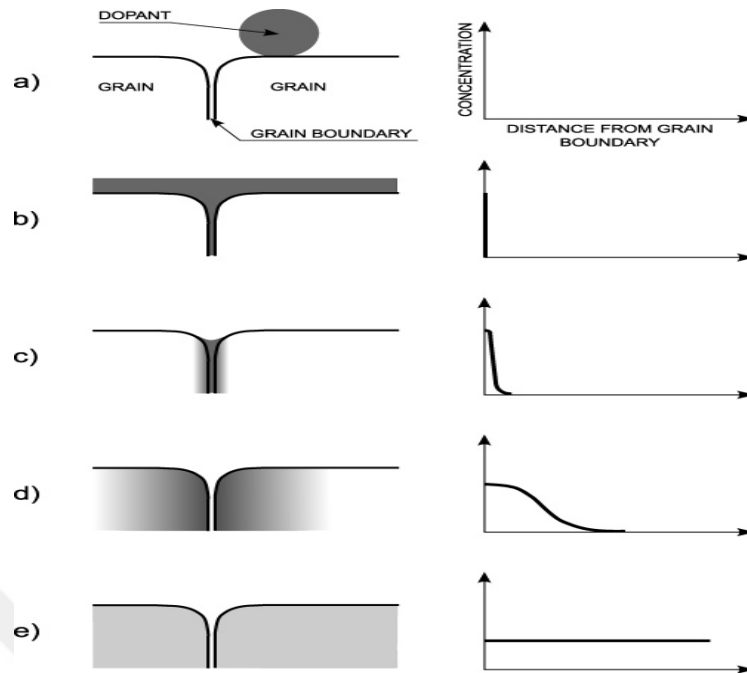 DOPANT
a)
GRAIN
GRAIN
GRAIN BOUNDARY
CONCENTRATION
DISTANCE FROM GRAIN
BOUNDARY
b)
c)
d)
e)